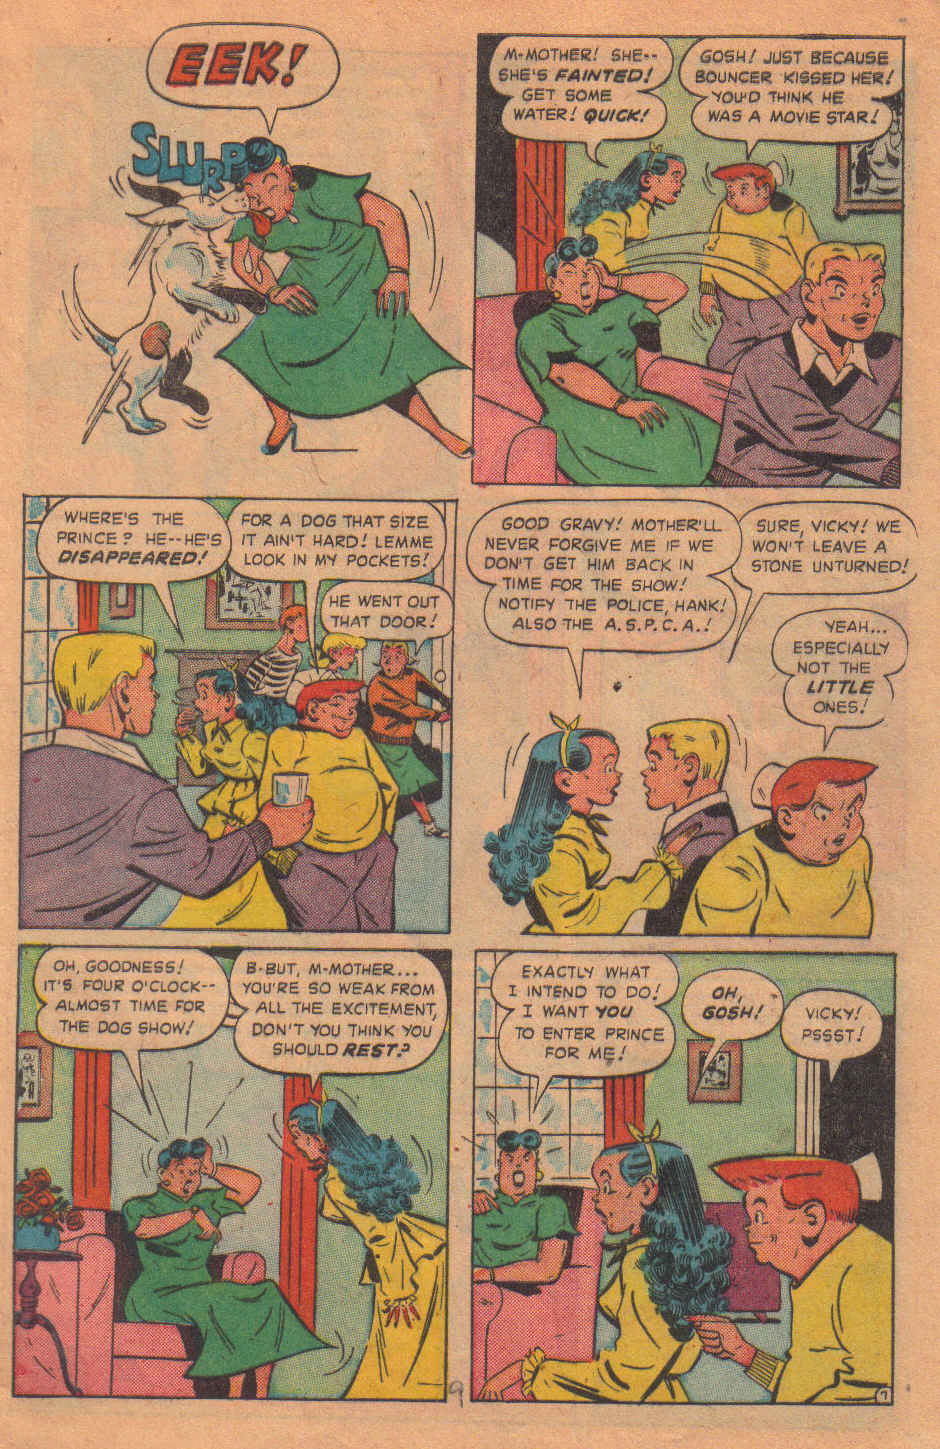 EEK!
SLURP
M-MOTHER! SHE--
SHE'S FAINTED!
GET SOME
WATER! QUICK!
GOSH! JUST BECAUSE
BOUNCER KISSED HER!
YOU'D THINK HE
WAS A MOVIE STAR!
WHERE'S THE
PRINCE? HE--HE'S
DISAPPEARED!
FOR A DOG THAT SIZE
IT AIN'T HARD! LEMME
LOOK IN MY POCKETS!
HE WENT OUT
THAT DOOR!
GOOD GRAVY! MOTHER'LL
NEVER FORGIVE ME IF WE
DON'T GET HIM BACK IN
TIME FOR THE SHOW!
NOTIFY THE POLICE, HANK!
ALSO THE A.S.P.C.A.!
SURE, VICKY! WE
WON'T LEAVE A
STONE UNTURNED!
YEAH...
ESPECIALLY
NOT THE
LITTLE
ONES!
OH, GOODNESS!
IT'S FOUR O'CLOCK--
ALMOST TIME FOR
THE DOG SHOW!
B-BUT, M-MOTHER...
YOU'RE SO WEAK FROM
ALL THE EXCITEMENT,
DON'T YOU THINK YOU
SHOULD REST?
EXACTLY WHAT
I INTEND TO DO!
I WANT YOU
TO ENTER PRINCE
FOR ME!
OH,
GOSH!
VICKY!
PSSST!
7
9